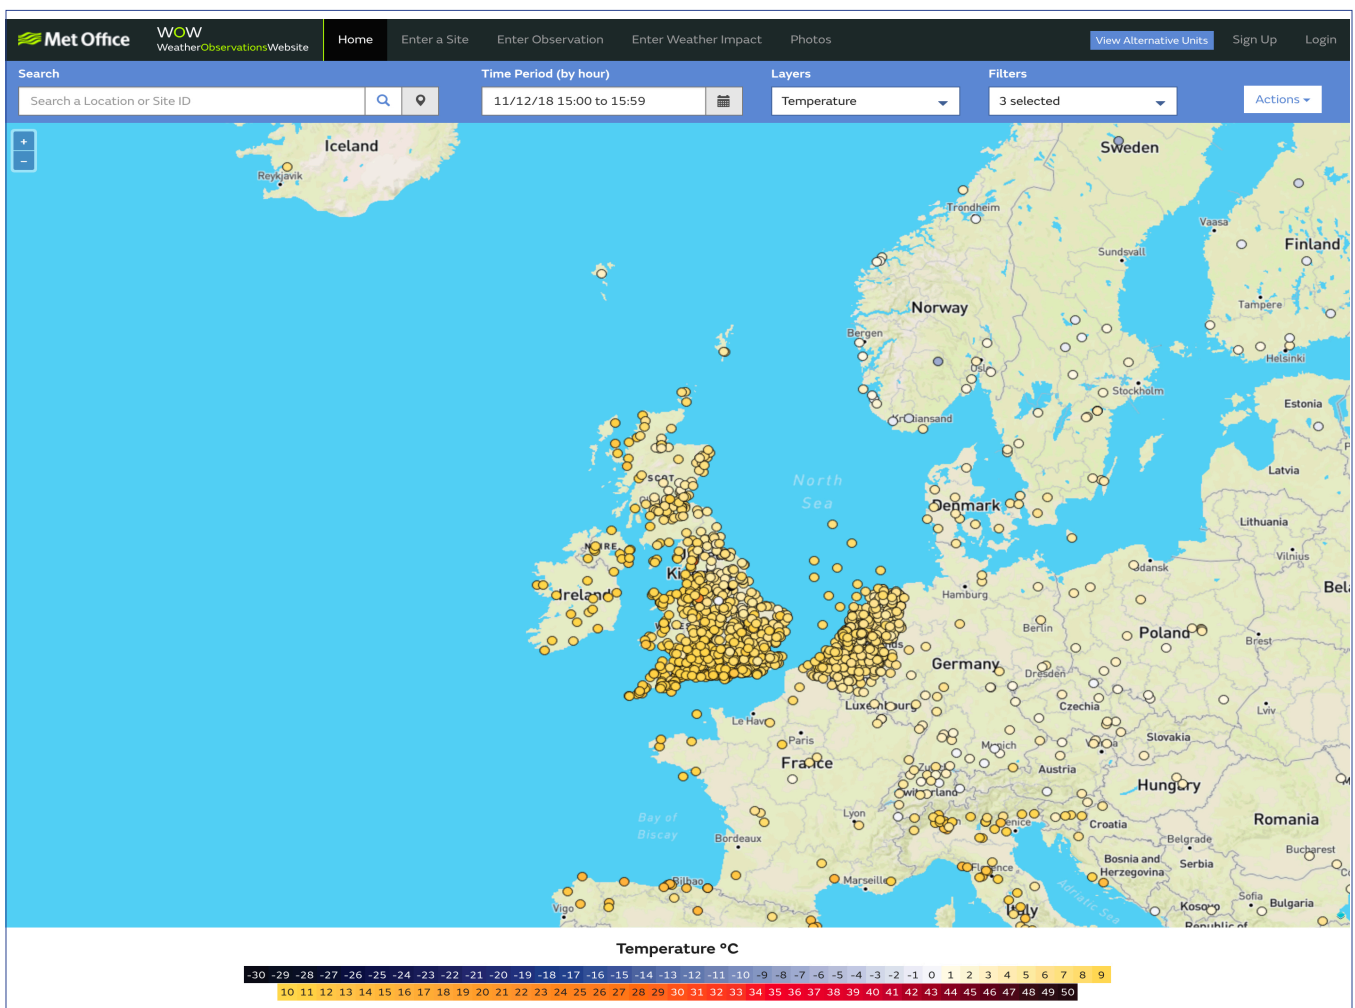 Met Office
WOW
WeatherObservationsWebsite
Home
Enter a Site
Enter Observation
Enter Weather Impact
Photos
View Alternative Units
Sign Up
Login
Search
Time Period (by hour)
Layers
Filters
Search a Location or Site ID
11/12/18 15:00 to 15:59
Temperature
3 selected
Actions
+
−
Iceland
Reykjavik
Sweden
Trondheim
Vaasa
Finland
Sundsvall
Tampere
Norway
Bergen
Helsinki
Stockholm
Estonia
Latvia
North
Sea
Denmark
Lithuania
Vilnius
Gdansk
Ireland
Hamburg
Berlin
Poland
Brest
Germany
Dresden
Luxembourg
Czechia
Lviv
Le Havre
Paris
France
Munich
Slovakia
Austria
Hungary
Bay of
Biscay
Lyon
Croatia
Romania
Bordeaux
Belgrade
Bucharest
Bosnia and
Herzegovina
Serbia
Marseille
Florence
Bilbao
Adriatic Sea
Vigo
Italy
Kosovo
Sofia
Bulgaria
Republic of
Temperature °C
-30 -29 -28 -27 -26 -25 -24 -23 -22 -21 -20 -19 -18 -17 -16 -15 -14 -13 -12 -11 -10 -9 -8 -7 -6 -5 -4 -3 -2 -1 0 1 2 3 4 5 6 7 8 9
10 11 12 13 14 15 16 17 18 19 20 21 22 23 24 25 26 27 28 29 30 31 32 33 34 35 36 37 38 39 40 41 42 43 44 45 46 47 48 49 50